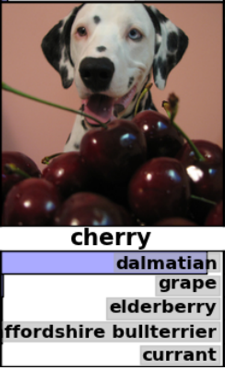 cherry
dalmatian
grape
elderberry
ffordshire bullterrier
currant